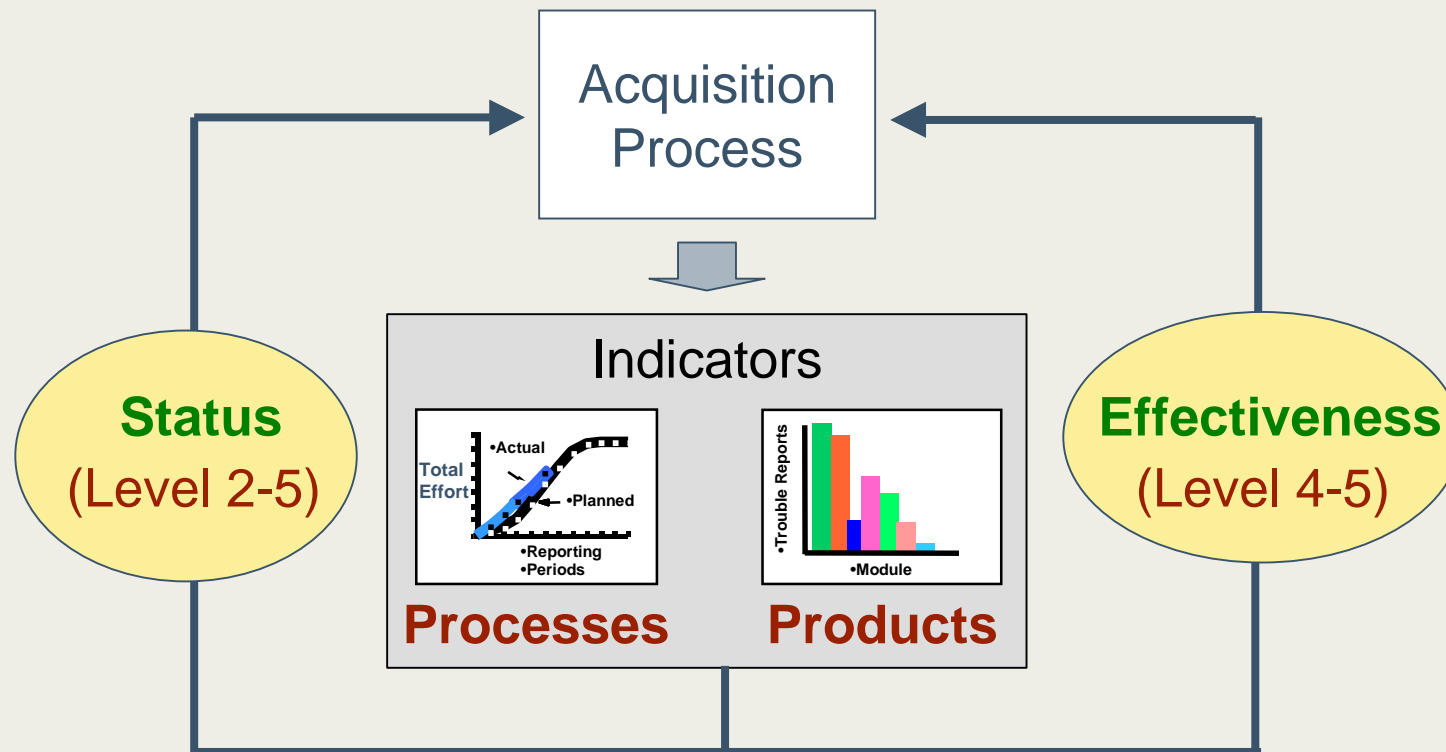 Acquisition
Process
Indicators
Status
(Level 2-5)
Total
Effort
•Actual
•Planned
•Reporting
•Periods
Processes
•Trouble Reports
•Module
Products
Effectiveness
(Level 4-5)